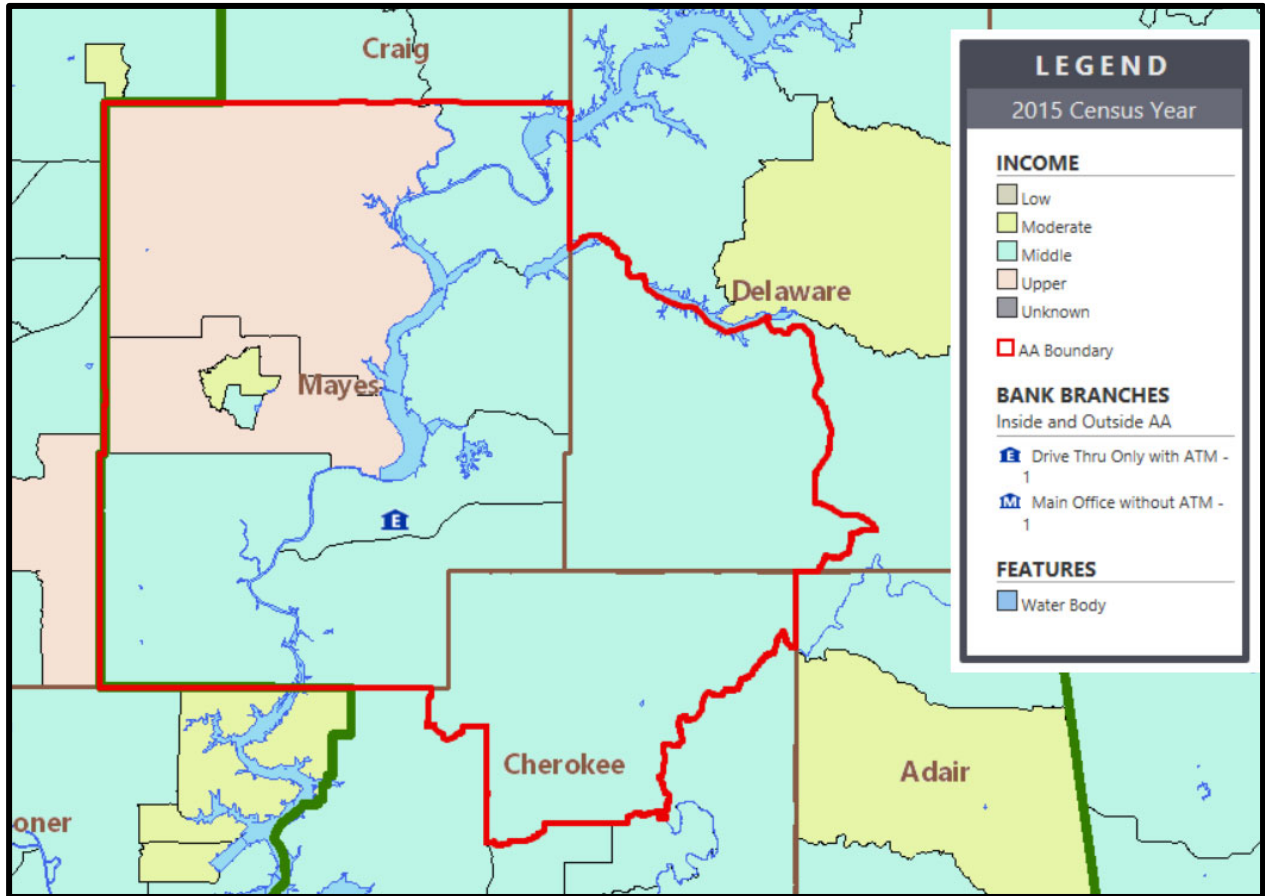 Craig
Delaware
Mayes
Cherokee
Adair
oner
E
LEGEND
2015 Census Year
INCOME
Low
Moderate
Middle
Upper
Unknown
AA Boundary
BANK BRANCHES
Inside and Outside AA
E Drive Thru Only with ATM -
1
M Main Office without ATM -
1
FEATURES
Water Body